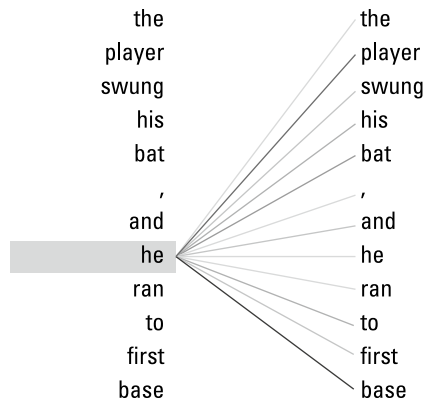 the the
player player
swung swung
his his
bat bat
, ,
and and
he he
ran ran
to to
first first
base base